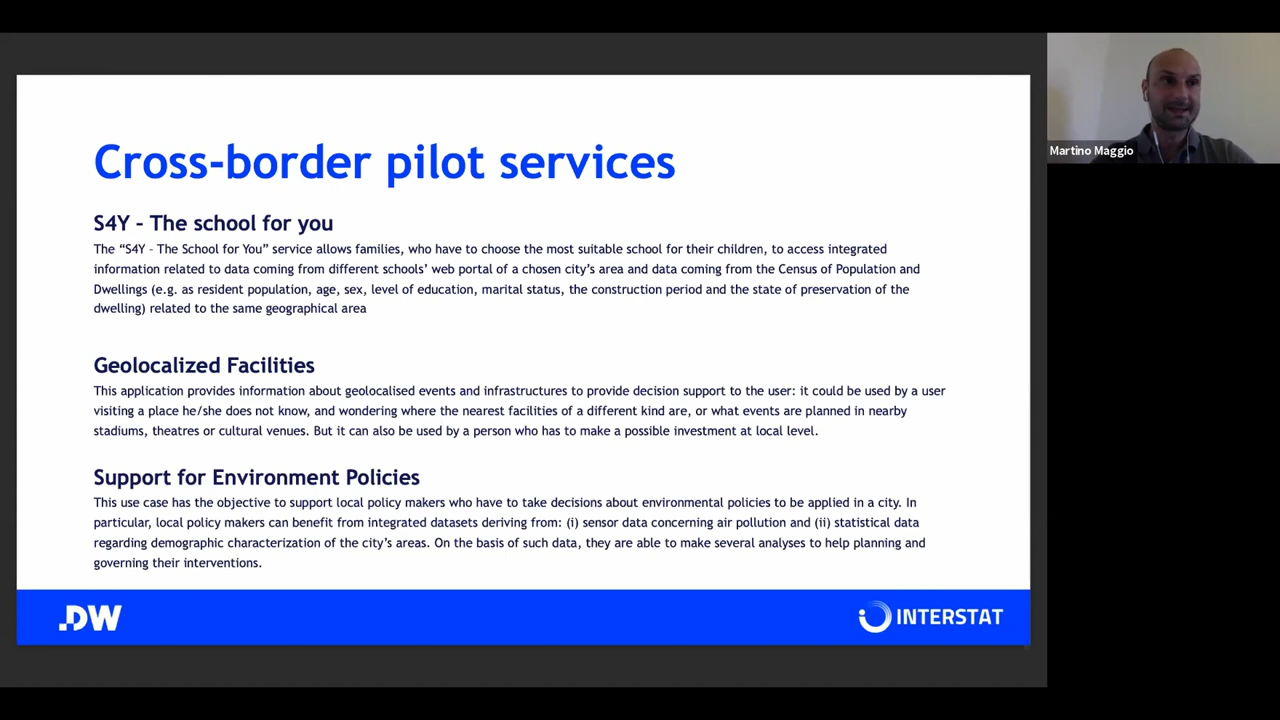 Cross-border pilot services
S4Y - The school for you
The “S4Y - The School for You” service allows families, who have to choose the most suitable school for their children, to access integrated
information related to data coming from different schools’ web portal of a chosen city’s area and data coming from the Census of Population and
Dwellings (e.g. as resident population, age, sex, level of education, marital status, the construction period and the state of preservation of the
dwelling) related to the same geographical area
Geolocalized Facilities
This application provides information about geolocalised events and infrastructures to provide decision support to the user: it could be used by a user
visiting a place he/she does not know, and wondering where the nearest facilities of a different kind are, or what events are planned in nearby
stadiums, theatres or cultural venues. But it can also be used by a person who has to make a possible investment at local level.
Support for Environment Policies
This use case has the objective to support local policy makers who have to take decisions about environmental policies to be applied in a city. In
particular, local policy makers can benefit from integrated datasets deriving from: (i) sensor data concerning air pollution and (ii) statistical data
regarding demographic characterization of the city’s areas. On the basis of such data, they are able to make several analyses to help planning and
governing their interventions.
.DW
INTERSTAT
Martino Maggio